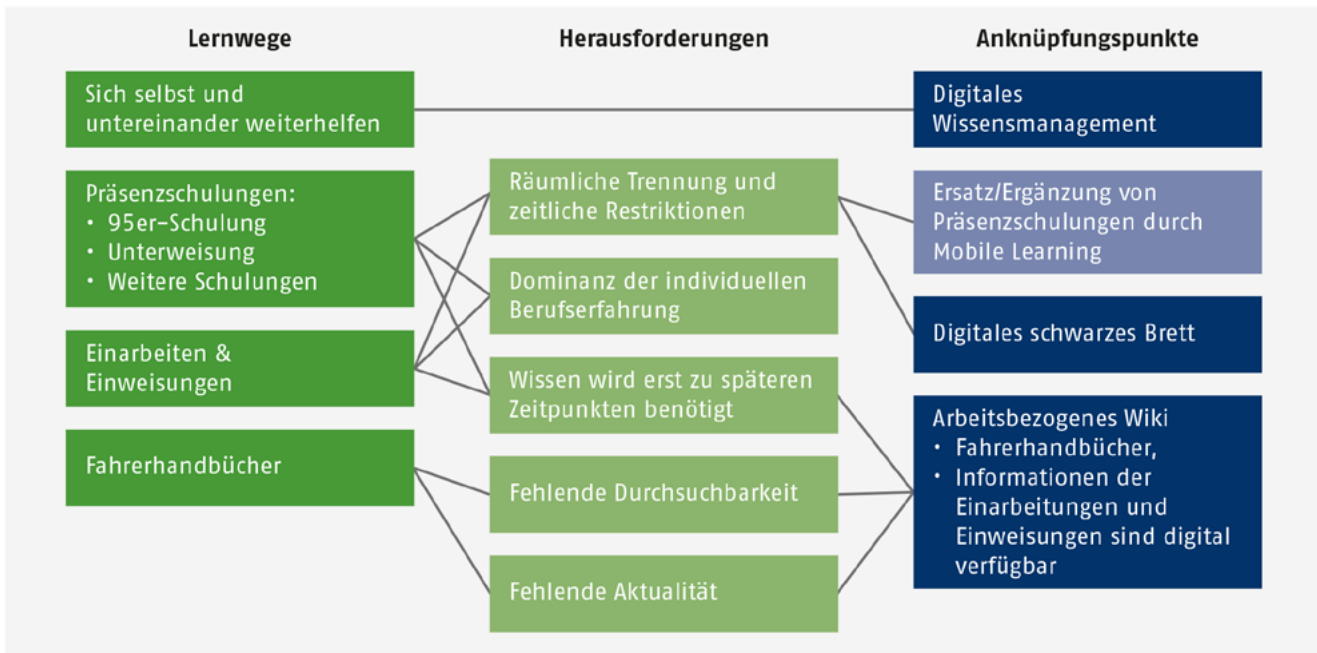 Lernwege
Herausforderungen
Anknüpfungspunkte
Sich selbst und
untereinander weiterhelfen
Präsenzschulungen:
• 95er-Schulung
• Unterweisung
• Weitere Schulungen
Einarbeiten &
Einweisungen
Fahrerhandbücher
Räumliche Trennung und
zeitliche Restriktionen
Dominanz der individuellen
Berufserfahrung
Wissen wird erst zu späteren
Zeitpunkten benötigt
Fehlende Durchsuchbarkeit
Fehlende Aktualität
Digitales
Wissensmanagement
Ersatz/Ergänzung von
Präsenzschulungen durch
Mobile Learning
Digitales schwarzes Brett
Arbeitsbezogenes Wiki
• Fahrerhandbücher,
• Informationen der
Einarbeitungen und
Einweisungen sind digital
verfügbar